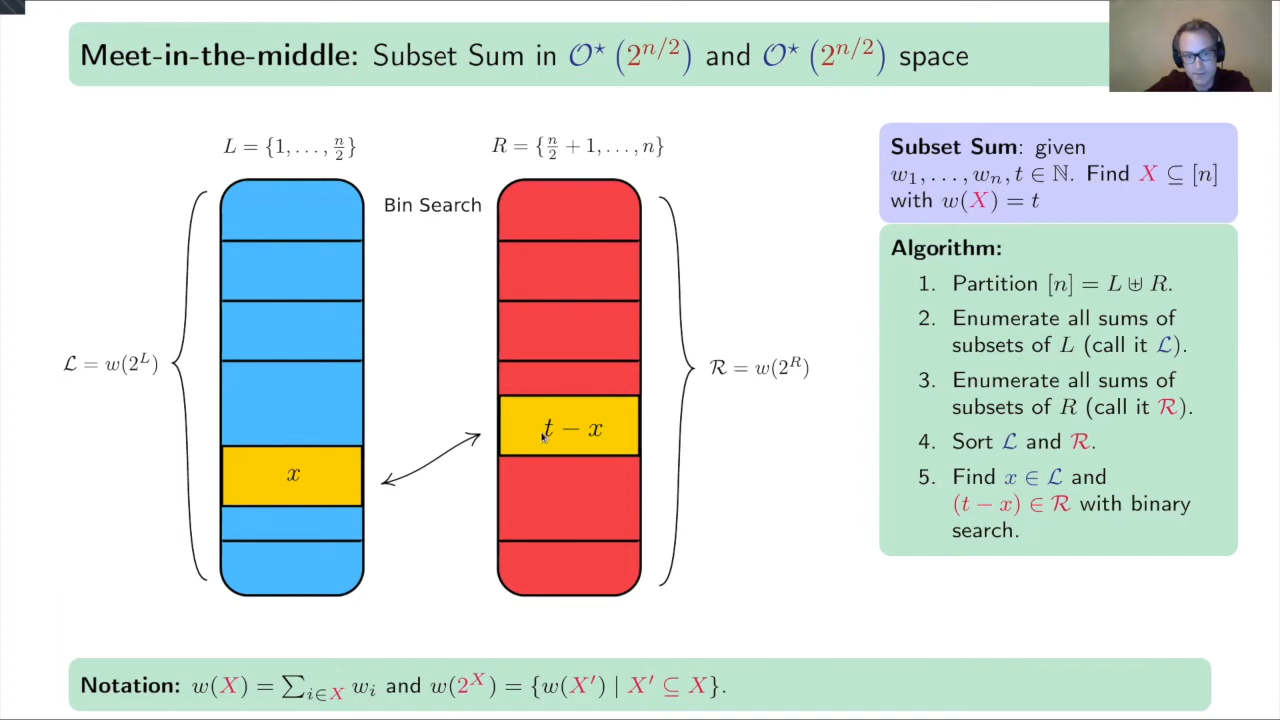 Meet-in-the-middle: Subset Sum in 𝒪⋆(2^{n/2}) and 𝒪⋆(2^{n/2}) space
L = {1, …, n/2}
R = {n/2 + 1, …, n}
Bin Search
ℒ = w(2^L)
x
t − x
ℛ = w(2^R)
Subset Sum: given
w₁, …, wₙ, t ∈ ℕ. Find X ⊆ [n]
with w(X) = t
Algorithm:
1. Partition [n] = L ⊎ R.
2. Enumerate all sums of
subsets of L (call it ℒ).
3. Enumerate all sums of
subsets of R (call it ℛ).
4. Sort ℒ and ℛ.
5. Find x ∈ ℒ and
(t − x) ∈ ℛ with binary
search.
Notation: w(X) = ∑_{i∈X} w_i and w(2^X) = {w(X′) | X′ ⊆ X}.